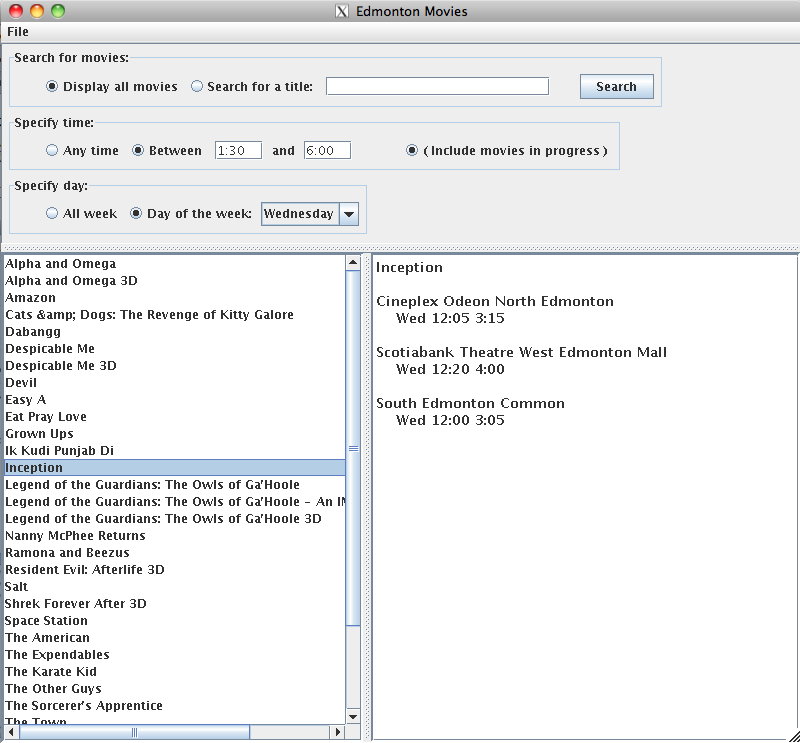 Edmonton Movies
File
Search for movies:
Display all movies Search for a title: Search
Specify time:
Any time Between 1:30 and 6:00 (Include movies in progress)
Specify day:
All week Day of the week: Wednesday
Alpha and Omega
Alpha and Omega 3D
Amazon
Cats &amp; Dogs: The Revenge of Kitty Galore
Dabangg
Despicable Me
Despicable Me 3D
Devil
Easy A
Eat Pray Love
Grown Ups
Ik Kudi Punjab Di
Inception
Legend of the Guardians: The Owls of Ga'Hoole
Legend of the Guardians: The Owls of Ga'Hoole - An
Legend of the Guardians: The Owls of Ga'Hoole 3D
Nanny McPhee Returns
Ramona and Beezus
Resident Evil: Afterlife 3D
Salt
Shrek Forever After 3D
Space Station
The American
The Expendables
The Karate Kid
The Other Guys
The Sorcerer's Apprentice
The Town
Inception
Cineplex Odeon North Edmonton
Wed 12:05 3:15
Scotiabank Theatre West Edmonton Mall
Wed 12:20 4:00
South Edmonton Common
Wed 12:00 3:05